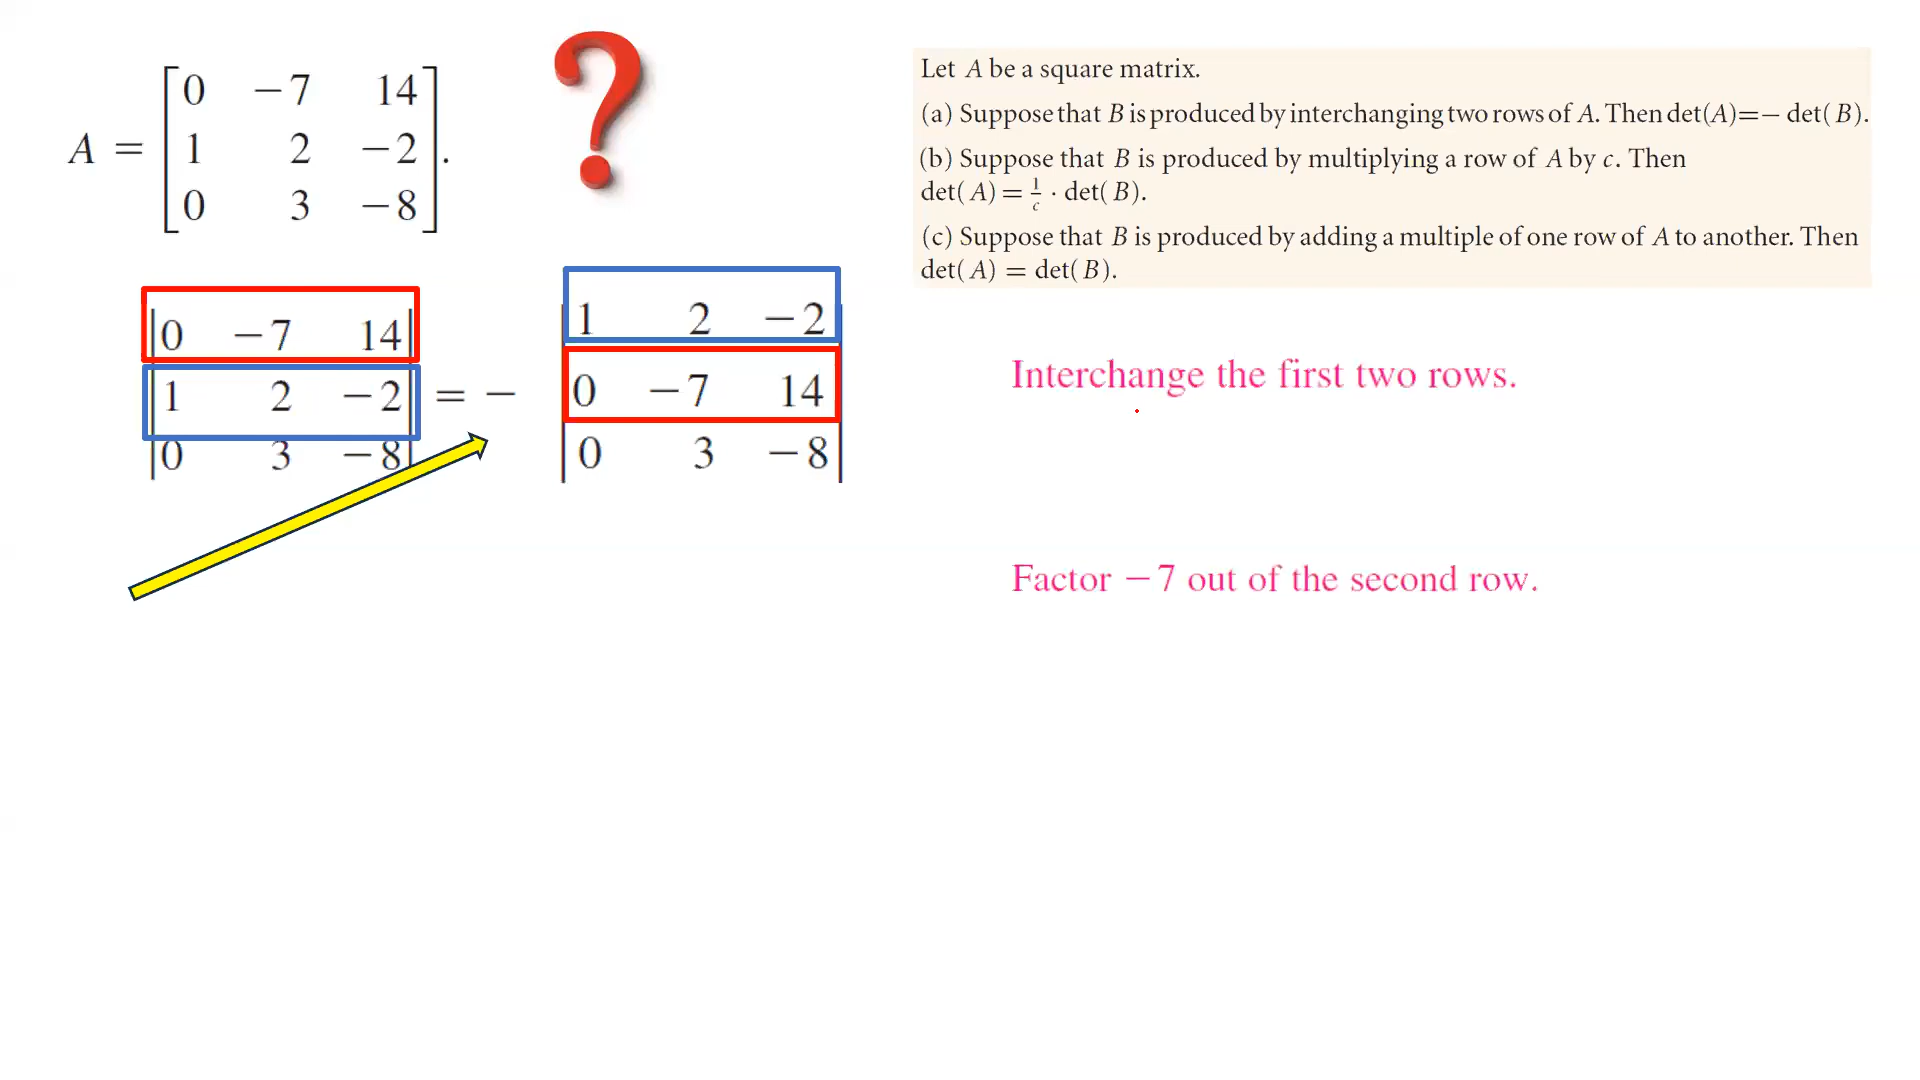 A = [0 −7 14
1 2 −2
0 3 −8].
?
Let A be a square matrix.
(a) Suppose that B is produced by interchanging two rows of A. Then det(A)=− det(B).
(b) Suppose that B is produced by multiplying a row of A by c. Then
det(A) = 1/c · det(B).
(c) Suppose that B is produced by adding a multiple of one row of A to another. Then
det(A) = det(B).
|0 −7 14|
|1 2 −2| = −
|0 3 −8|
|1 2 −2|
|0 −7 14|
|0 3 −8|
Interchange the first two rows.
Factor −7 out of the second row.